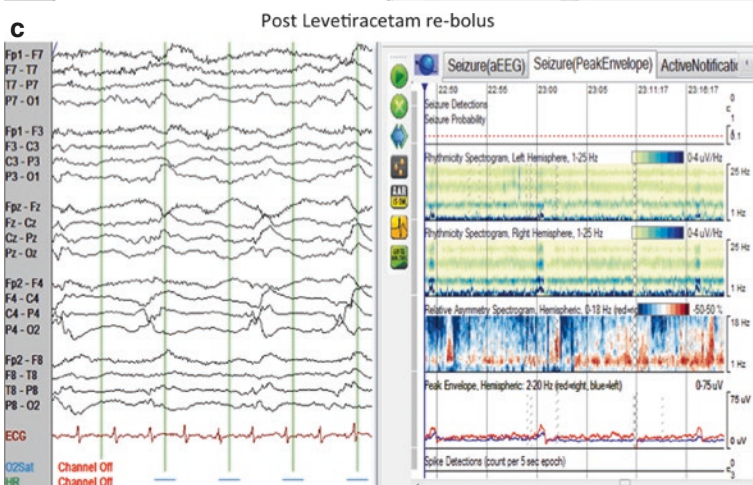 c
Post Levetiracetam re-bolus
Fp1 - F7
F7 - T7
T7 - P7
P7 - O1
Fp1 - F3
F3 - C3
C3 - P3
P3 - O1
Fpz - Fz
Fz - Cz
Cz - Pz
Pz - Oz
Fp2 - F4
F4 - C4
C4 - P4
P4 - O2
Fp2 - F8
F8 - T8
T8 - P8
P8 - O2
ECG
O2Sat Channel Off
HR Channel Off
Seizure(aEEG) Seizure(PeakEnvelope) ActiveNotificati
22:50 22:55 23:00 23:05 23:11:17 23:16:17
Seizure Detections
Seizure Probability
0.1
Rhythmicity Spectrogram, Left Hemisphere, 1-25 Hz 0-4 uV/Hz
25 Hz
1 Hz
Rhythmicity Spectrogram, Right Hemisphere, 1-25 Hz 0-4 uV/Hz
25 Hz
1 Hz
Relative Asymmetry Spectrogram, Hemispheric, 0-18 Hz (red=rig -50-50 %
18 Hz
1 Hz
Peak Envelope, Hemispheric: 2-20 Hz (red=right, blue=left) 0-75 uV
75 uV
0 uV
Spike Detections (count per 5 sec epoch)